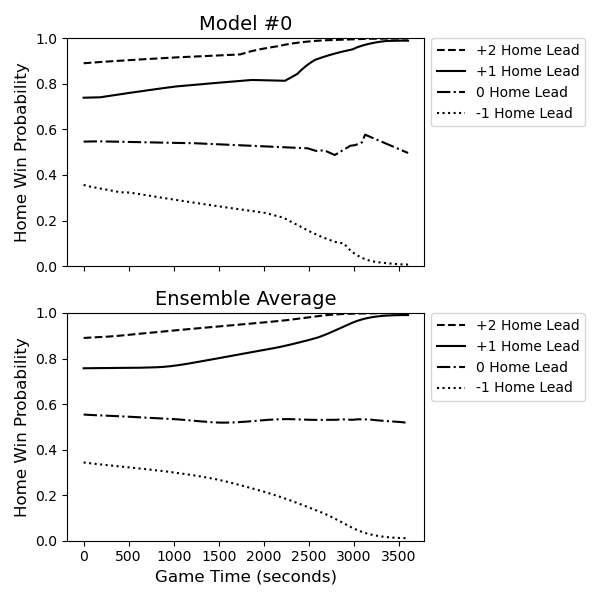 Model #0
Home Win Probability
1.0
0.8
0.6
0.4
0.2
0.0
+2 Home Lead
+1 Home Lead
0 Home Lead
-1 Home Lead
Ensemble Average
Home Win Probability
1.0
0.8
0.6
0.4
0.2
0.0
0 500 1000 1500 2000 2500 3000 3500
Game Time (seconds)
+2 Home Lead
+1 Home Lead
0 Home Lead
-1 Home Lead